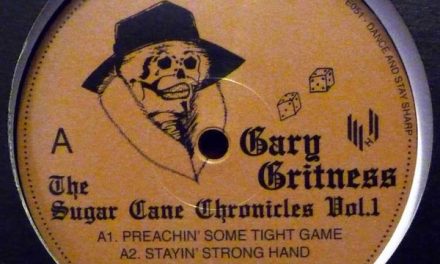 A
Gary
Gritness
The
Sugar Cane Chronicles Vol.1
A1. PREACHIN' SOME TIGHT GAME
A2. STAYIN' STRONG HAND
DANCE AND STAY SHARP